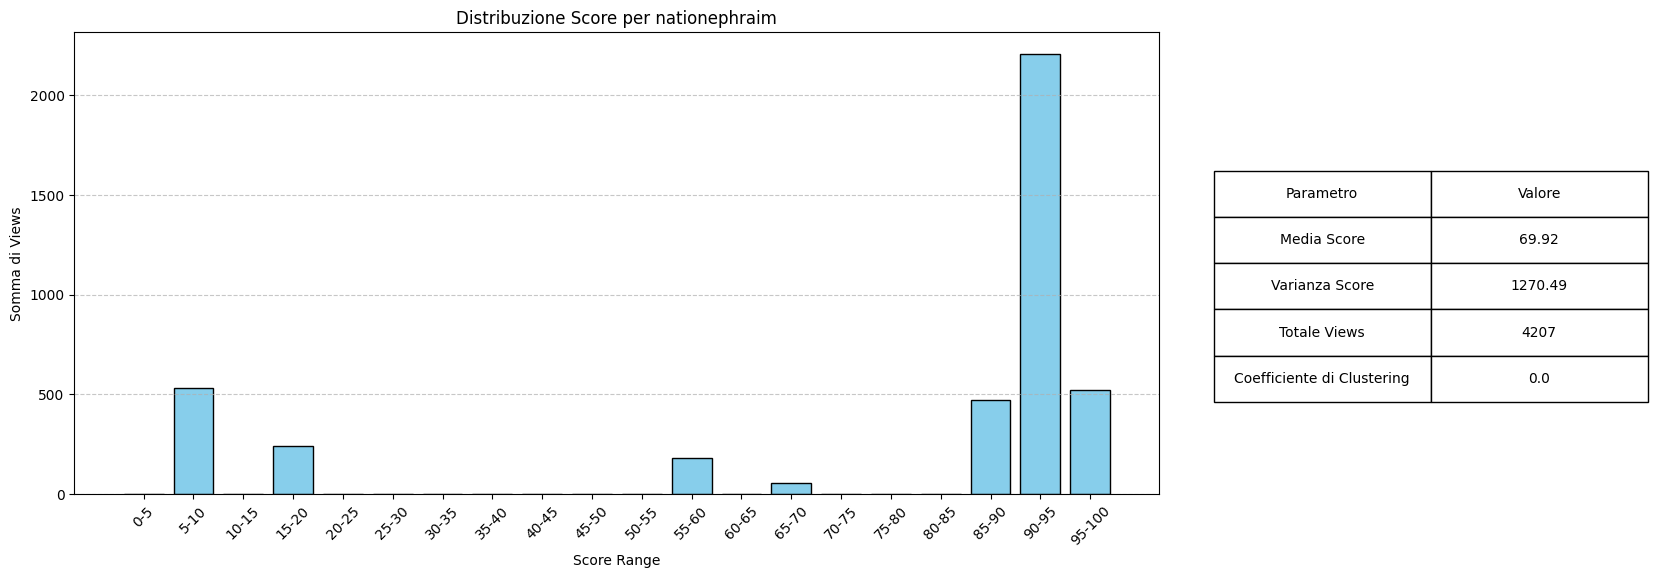 Distribuzione Score per nationephraim
Somma di Views
2000
1500
1000
500
0
0-5 5-10 10-15 15-20 20-25 25-30 30-35 35-40 40-45 45-50 50-55 55-60 60-65 65-70 70-75 75-80 80-85 85-90 90-95 95-100
Score Range
Parametro Valore
Media Score 69.92
Varianza Score 1270.49
Totale Views 4207
Coefficiente di Clustering 0.0